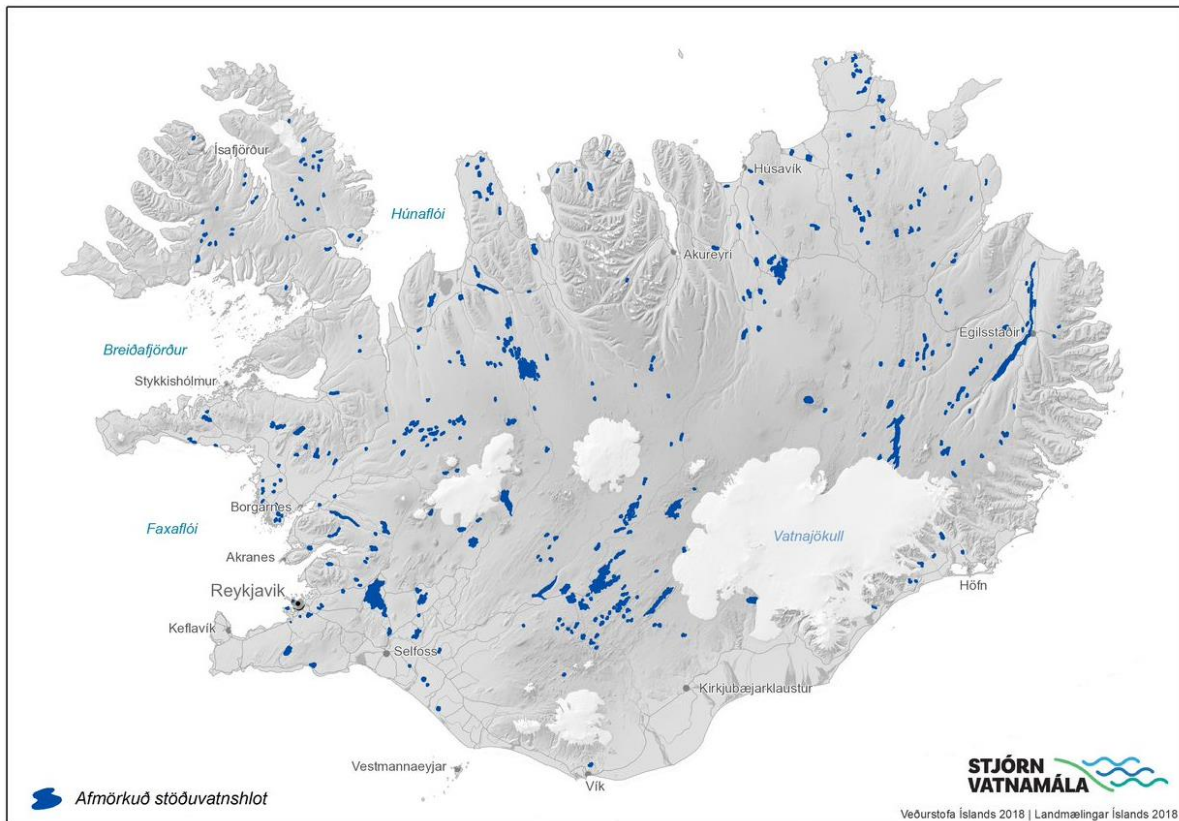 Ísafjörður
Húsavík
Húnaflói
Akureyri
Egilsstaðir
Breiðafjörður
Stykkishólmur
Borgarnes
Faxaflói
Vatnajökull
Akranes
Höfn
Reykjavik
Keflavík
Selfoss
Kirkjubæjarklaustur
Vestmannaeyjar
Vík
STJÓRN
VATNAMÁLA
Afmörkuð stöðuvatnshlot
Veðurstofa Íslands 2018 | Landmælingar Íslands 2018